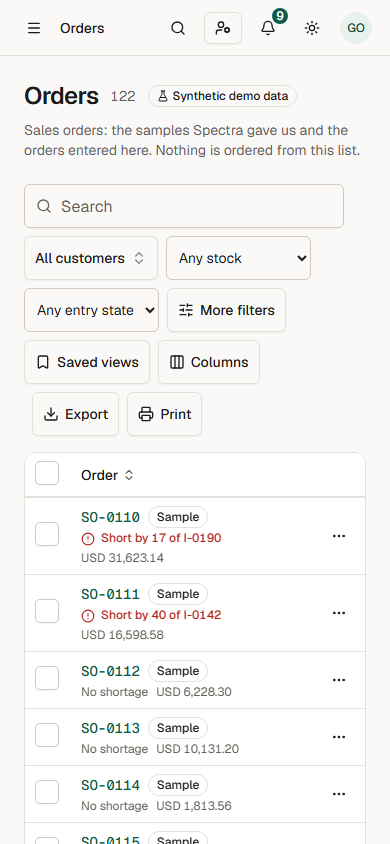 Orders
9
GO
Orders 122 Synthetic demo data
Sales orders: the samples Spectra gave us and the
orders entered here. Nothing is ordered from this list.
Search
All customers Any stock
Any entry state More filters
Saved views Columns
Export Print
Order
SO-0110 Sample
Short by 17 of I-0190
USD 31,623.14
SO-0111 Sample
Short by 40 of I-0142
USD 16,598.58
SO-0112 Sample
No shortage USD 6,228.30
SO-0113 Sample
No shortage USD 10,131.20
SO-0114 Sample
No shortage USD 1,813.56
SO-0115 Sample